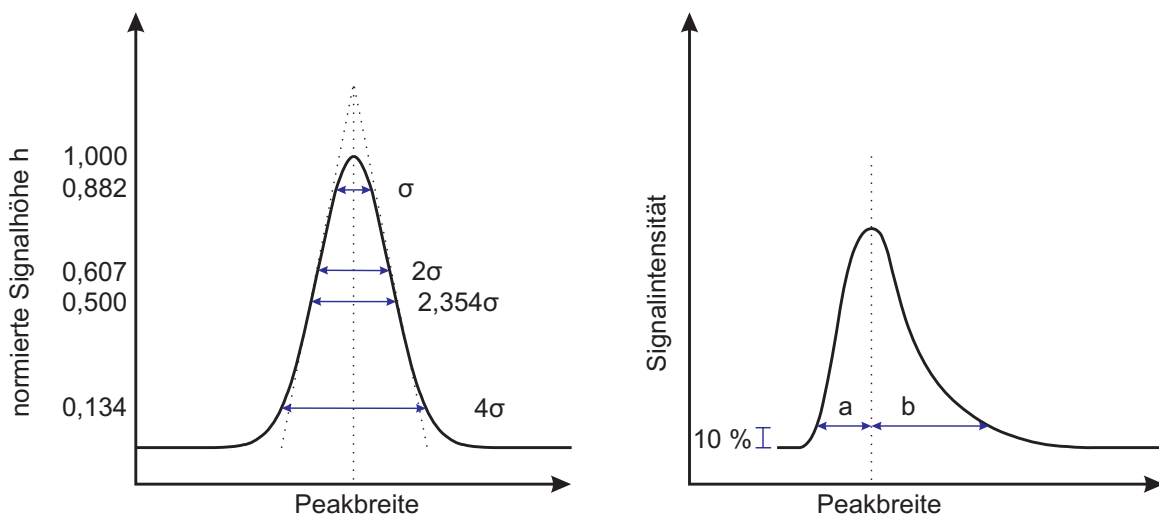 normierte Signalhöhe h
1,000
0,882
0,607
0,500
0,134
σ
2σ
2,354σ
4σ
Peakbreite
Signalintensität
10 %
a
b
Peakbreite